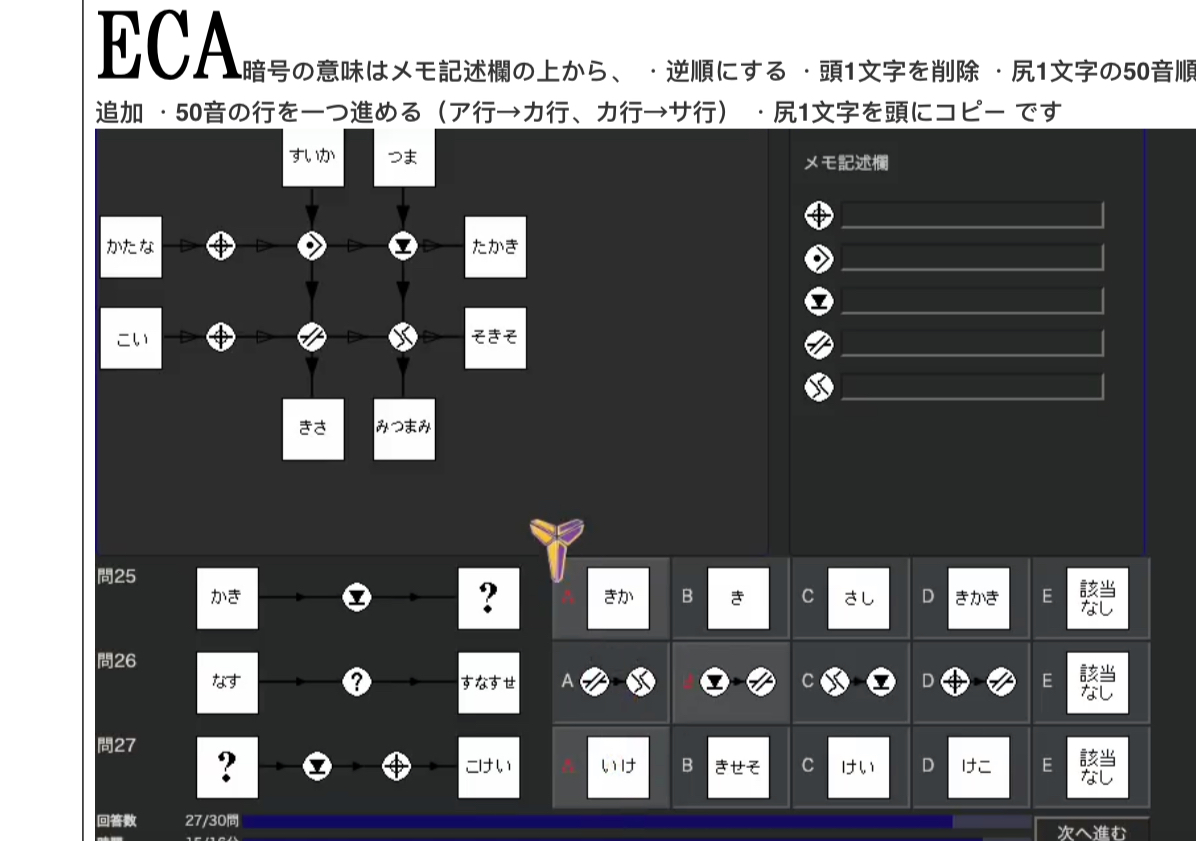 ECA暗号の意味はメモ記述欄の上から、 ・逆順にする ・頭1文字を削除 ・尻1文字の50音順
追加 ・50音の行を一つ進める（ア行→カ行、カ行→サ行） ・尻1文字を頭にコピー です
すいか つま
メモ記述欄
かたな たかき
こい そきそ
きさ みつまみ
問25 かき ? A きか B き C さし D きかき E 該当なし
問26 なす ? すなすせ A B C D E 該当なし
問27 ? こけい A いけ B きせそ C けい D けこ E 該当なし
回答数 27/30問
次へ進む